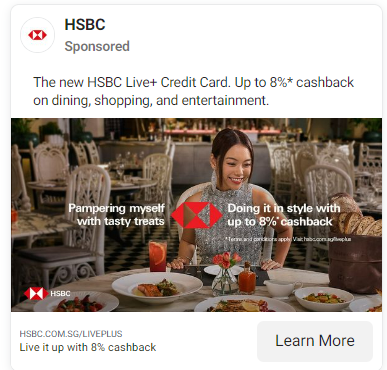 HSBC
Sponsored
The new HSBC Live+ Credit Card. Up to 8%* cashback
on dining, shopping, and entertainment.
Pampering myself
with tasty treats
Doing it in style with
up to 8%* cashback
*Terms and conditions apply. Visit hsbc.com.sg/liveplus
HSBC
HSBC.COM.SG/LIVEPLUS
Live it up with 8% cashback
Learn More